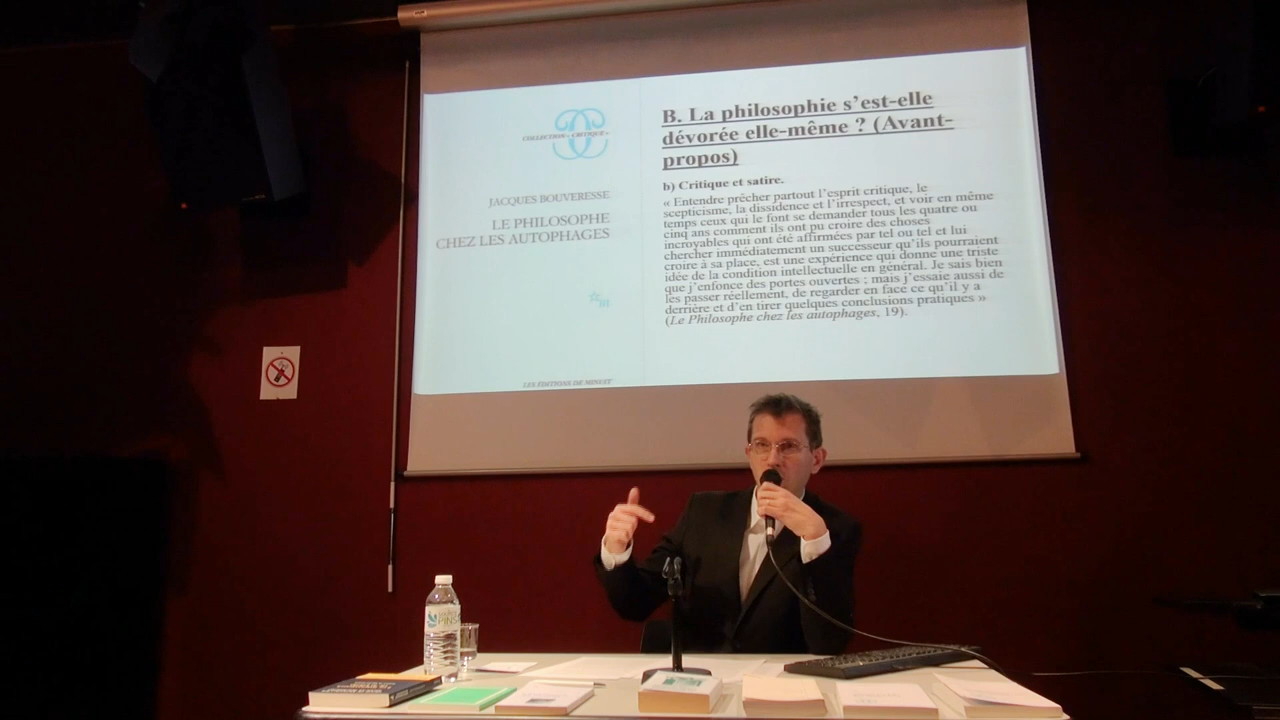 COLLECTION « CRITIQUE »
JACQUES BOUVERESSE
LE PHILOSOPHE
CHEZ LES AUTOPHAGES
LES ÉDITIONS DE MINUIT
B. La philosophie s’est-elle
dévorée elle-même ? (Avant-
propos)
b) Critique et satire.
« Entendre prêcher partout l’esprit critique, le
scepticisme, la dissidence et l’irrespect, et voir en même
temps ceux qui le font se demander tous les quatre ou
cinq ans comment ils ont pu croire des choses
incroyables qui ont été affirmées par tel ou tel et lui
chercher immédiatement un successeur qu’ils pourraient
croire à sa place, est une expérience qui donne une triste
idée de la condition intellectuelle en général. Je sais bien
que j’enfonce des portes ouvertes ; mais j’essaie aussi de
les passer réellement, de regarder en face ce qu’il y a
derrière et d’en tirer quelques conclusions pratiques »
(Le Philosophe chez les autophages, 19).